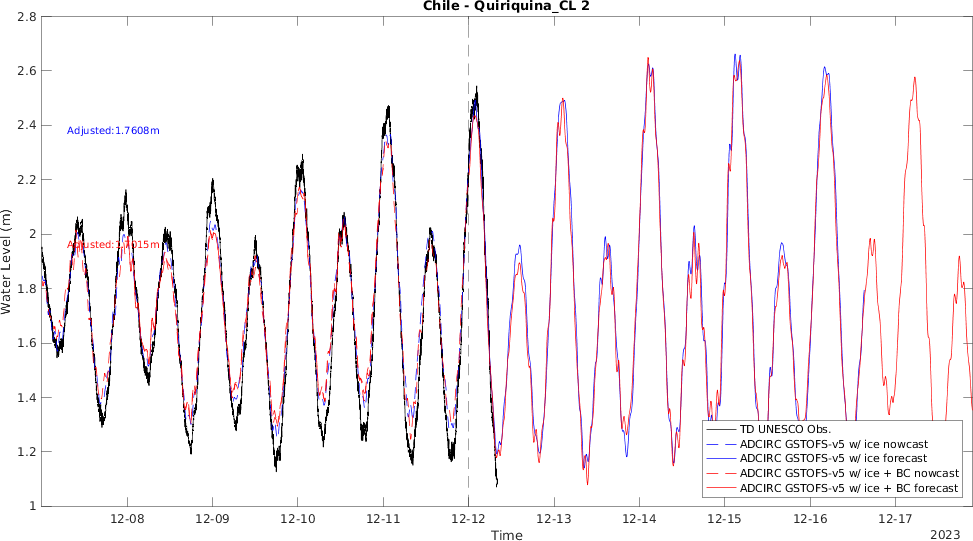 Chile - Quiriquina_CL 2
2.8
2.6
2.4
2.2
2
1.8
1.6
1.4
1.2
1
Water Level (m)
Adjusted:1.7608m
Adjusted:1.7015m
TD UNESCO Obs.
ADCIRC GSTOFS-v5 w/ ice nowcast
ADCIRC GSTOFS-v5 w/ ice forecast
ADCIRC GSTOFS-v5 w/ ice + BC nowcast
ADCIRC GSTOFS-v5 w/ ice + BC forecast
12-08 12-09 12-10 12-11 12-12 12-13 12-14 12-15 12-16 12-17
Time
2023